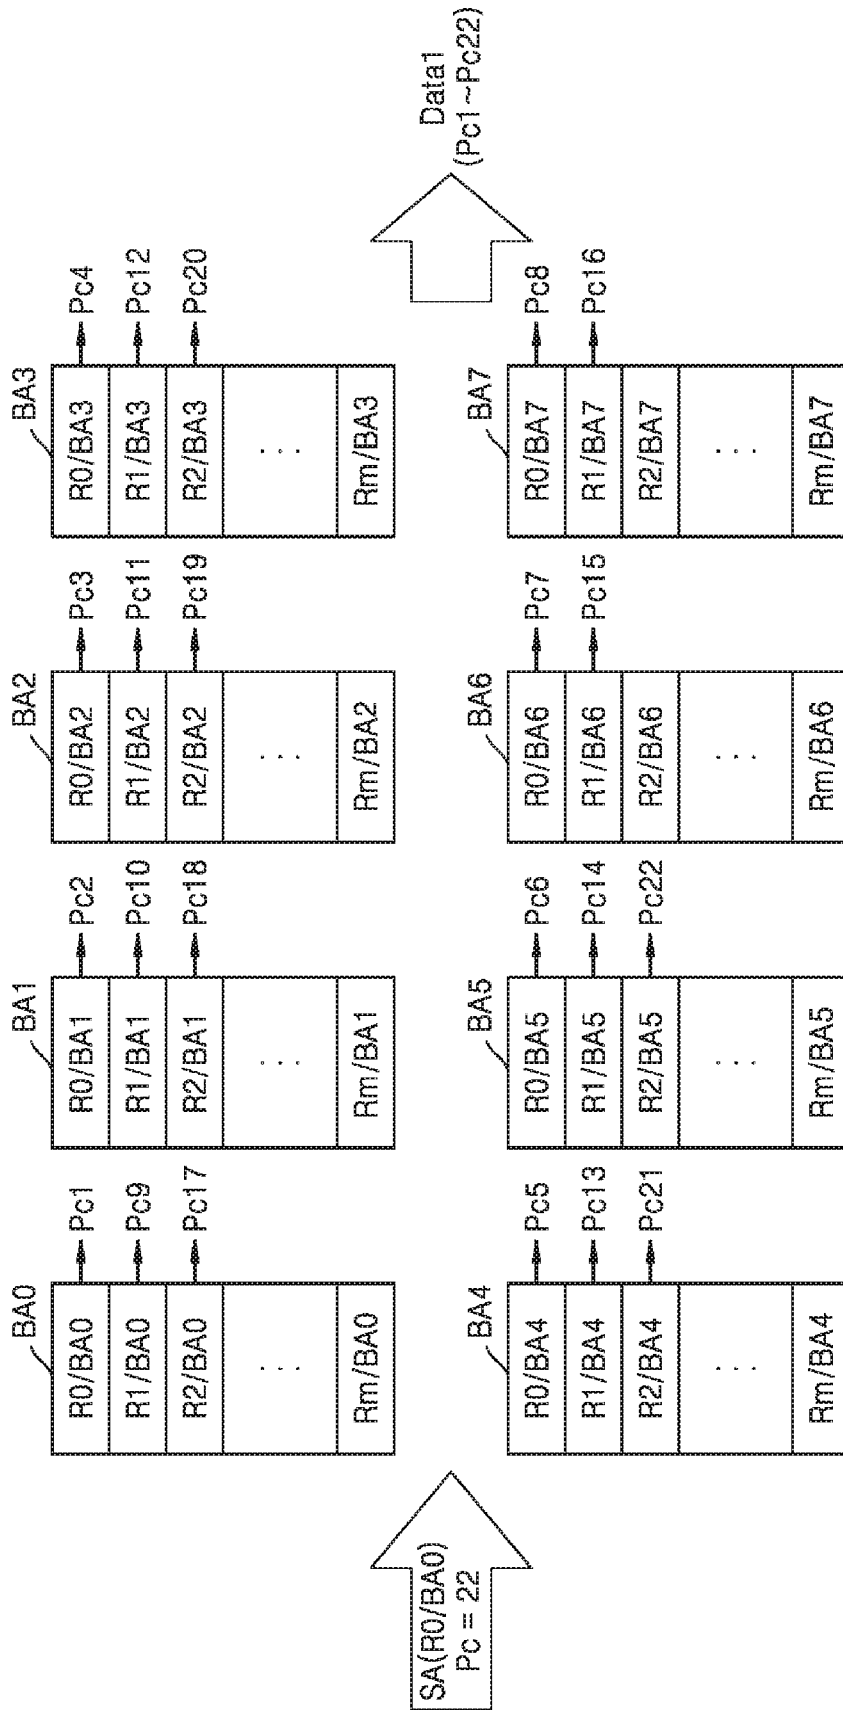 SA(R0/BA0)
Pc = 22
BA0
R0/BA0
Pc1
R1/BA0
Pc9
R2/BA0
Pc17
. . .
Rm/BA0
BA1
R0/BA1
Pc2
R1/BA1
Pc10
R2/BA1
Pc18
. . .
Rm/BA1
BA2
R0/BA2
Pc3
R1/BA2
Pc11
R2/BA2
Pc19
. . .
Rm/BA2
BA3
R0/BA3
Pc4
R1/BA3
Pc12
R2/BA3
Pc20
. . .
Rm/BA3
BA4
R0/BA4
Pc5
R1/BA4
Pc13
R2/BA4
Pc21
. . .
Rm/BA4
BA5
R0/BA5
Pc6
R1/BA5
Pc14
R2/BA5
Pc22
. . .
Rm/BA5
BA6
R0/BA6
Pc7
R1/BA6
Pc15
R2/BA6
. . .
Rm/BA6
BA7
R0/BA7
Pc8
R1/BA7
Pc16
R2/BA7
. . .
Rm/BA7
Data1
(Pc1~Pc22)